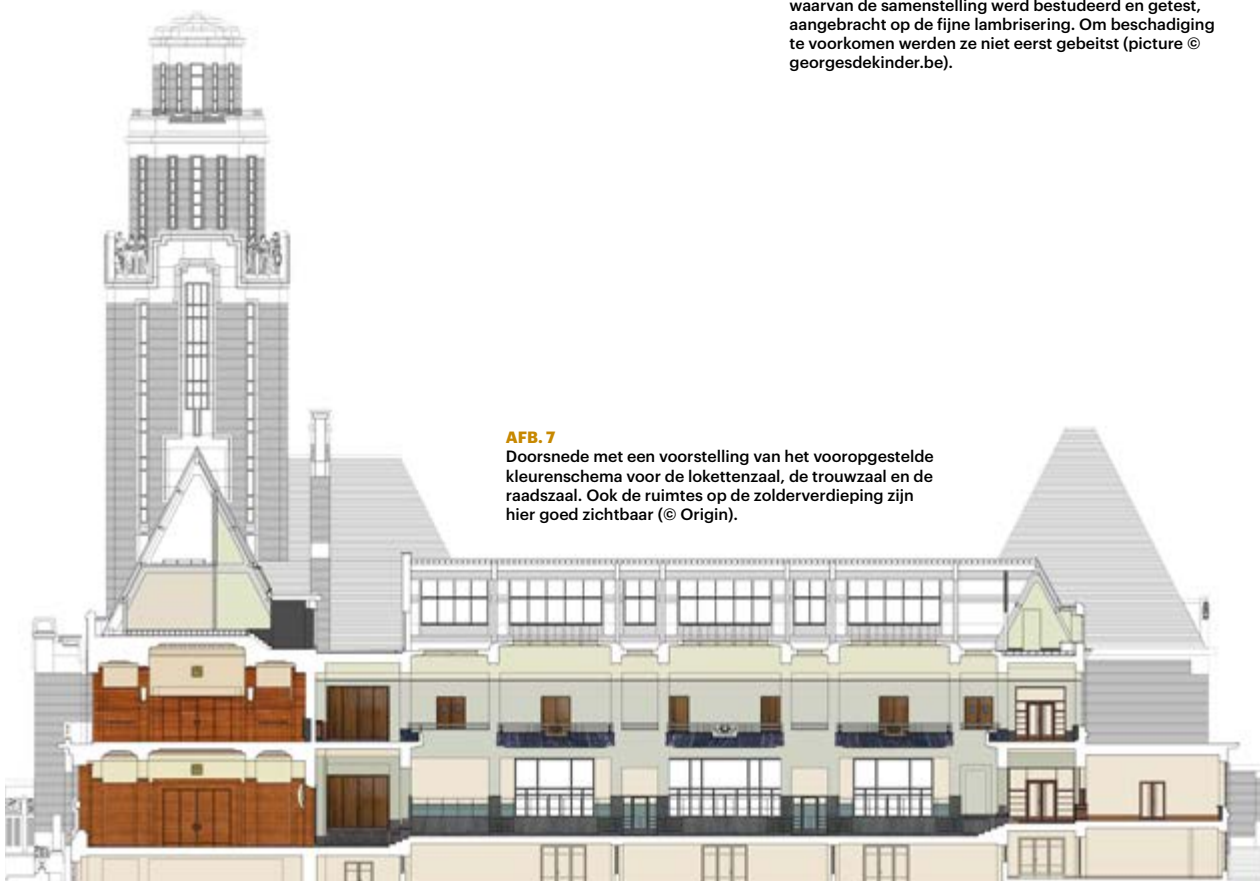 waarvan de samenstelling werd bestudeerd en getest,
aangebracht op de fijne lambrisering. Om beschadiging
te voorkomen werden ze niet eerst gebeitst (picture ©
georgesdekinder.be).
AFB. 7
Doorsnede met een voorstelling van het vooropgestelde
kleurenschema voor de lokettenzaal, de trouwzaal en de
raadszaal. Ook de ruimtes op de zolderverdieping zijn
hier goed zichtbaar (© Origin).